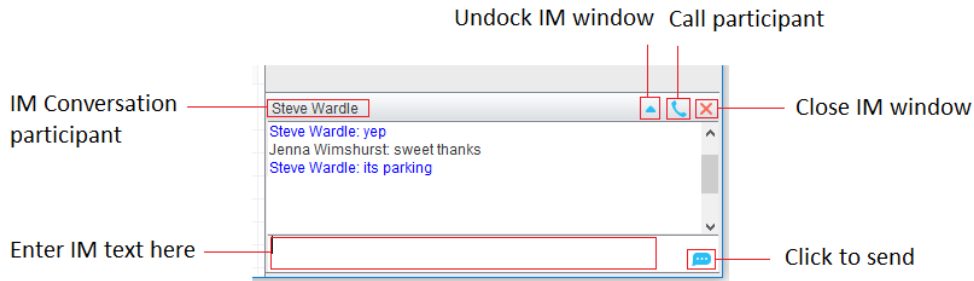 Undock IM window
Call participant
IM Conversation
participant
Steve Wardle
Close IM window
Steve Wardle: yep
Jenna Wimshurst: sweet thanks
Steve Wardle: its parking
Enter IM text here
Click to send